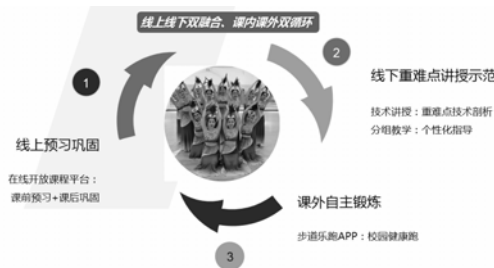 线上线下双融合、课内课外双循环
1
线上预习巩固
在线开放课程平台：
课前预习+课后巩固
2
线下重难点讲授示范
技术讲授：重难点技术剖析
分组教学：个性化指导
课外自主锻炼
步道乐跑APP：校园健康跑
3